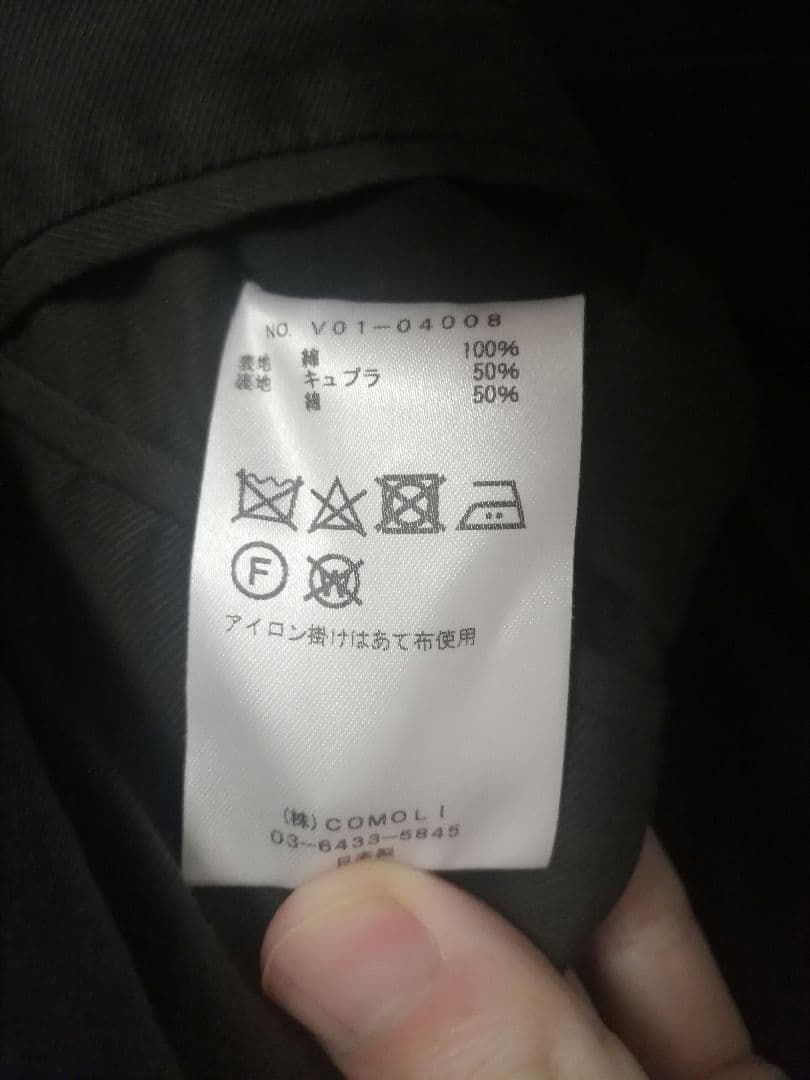 NO. V01-04008
表地 綿 100%
裏地 キュプラ 50%
綿 50%
F
W
アイロン掛けはあて布使用
(株)COMOLI
03-6433-5845
日本製